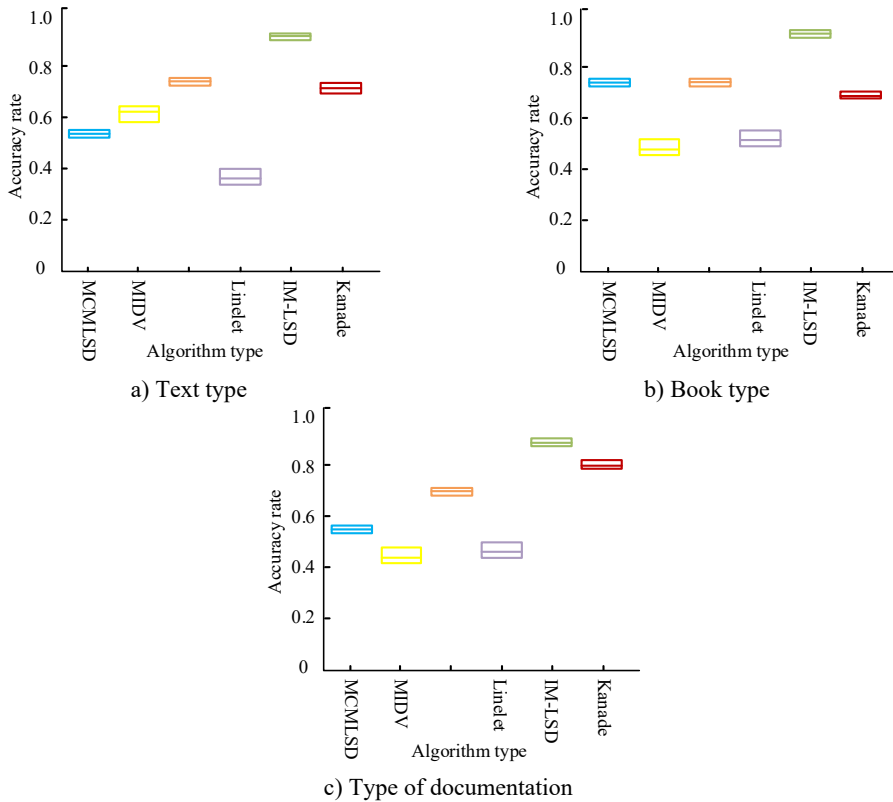 1.0
0.8
0.6
0.4
0.2
0
Accuracy rate
MCMLSD
MIDV
Linelet
IM-LSD
Kanade
Algorithm type
a) Text type
1.0
0.8
0.6
0.4
0.2
0
Accuracy rate
MCMLSD
MIDV
Linelet
IM-LSD
Kanade
Algorithm type
b) Book type
1.0
0.8
0.6
0.4
0.2
0
Accuracy rate
MCMLSD
MIDV
Linelet
IM-LSD
Kanade
Algorithm type
c) Type of documentation